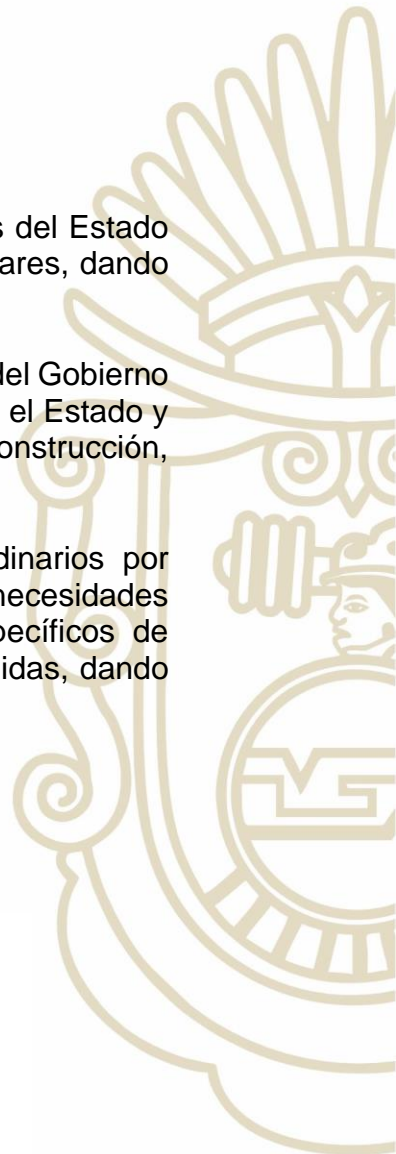 s del Estado
ares, dando
del Gobierno
el Estado y
onstrucción,
dinarios por
necesidades
pecíficos de
idas, dando